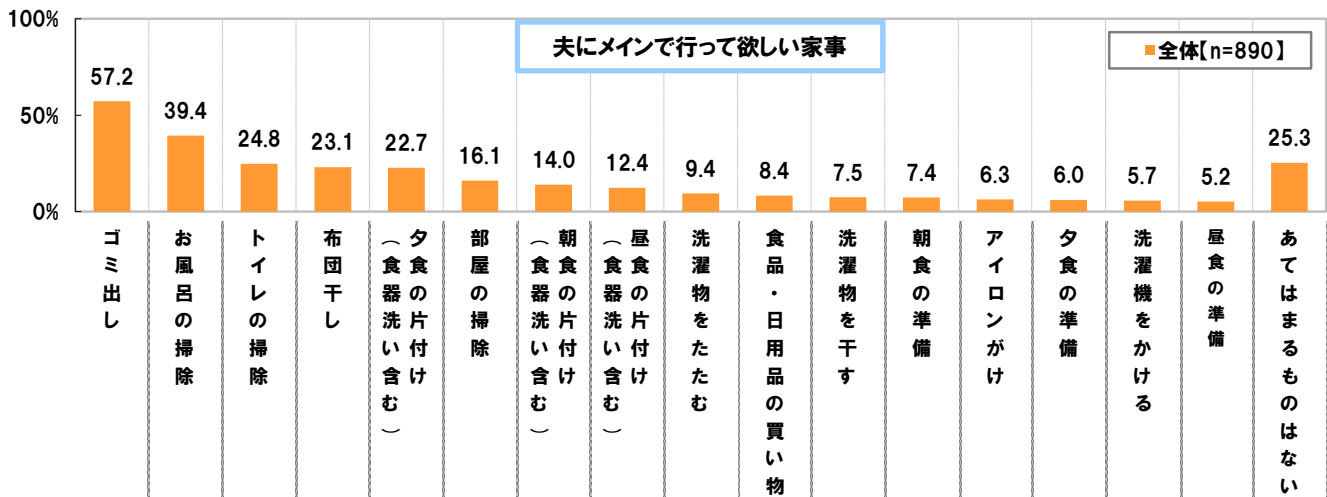 100%
夫にメインで行って欲しい家事
■全体【n=890】
57.2
39.4
24.8
23.1
22.7
16.1
14.0
12.4
9.4
8.4
7.5
7.4
6.3
6.0
5.7
5.2
25.3
50%
0%
ゴミ出し
お風呂の掃除
トイレの掃除
布団干し
夕食の片付け
（食器洗い含む）
部屋の掃除
朝食の片付け
（食器洗い含む）
昼食の片付け
（食器洗い含む）
洗濯物をたたむ
食品・日用品の買い物
洗濯物を干す
朝食の準備
アイロンがけ
夕食の準備
洗濯機をかける
昼食の準備
あてはまるものはない